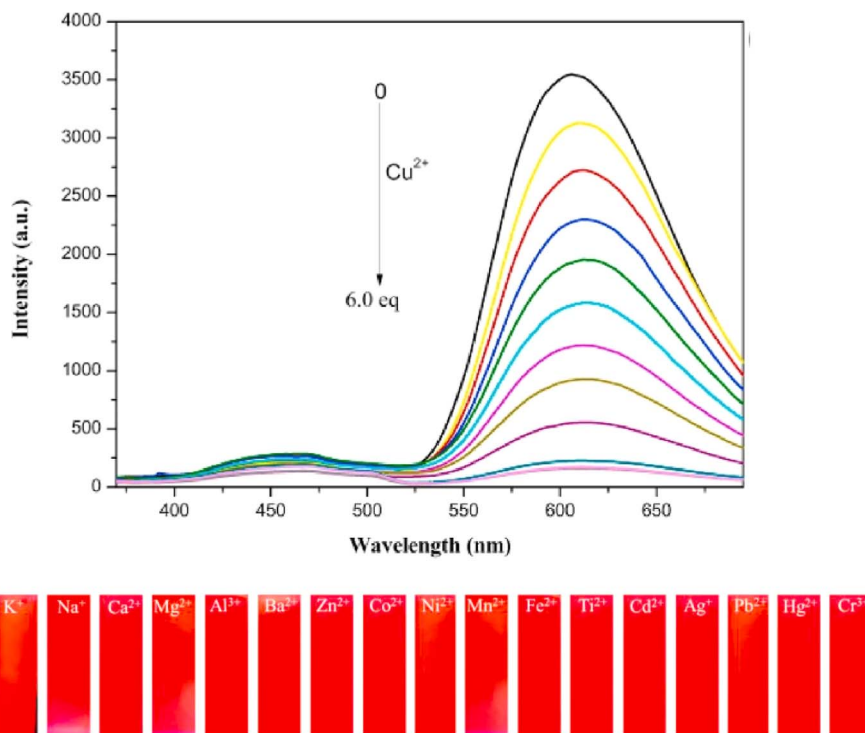 4000
3500
3000
2500
2000
1500
1000
500
0
Intensity (a.u.)
0
Cu²⁺
6.0 eq
400 450 500 550 600 650
Wavelength (nm)
K⁺ Na⁺ Ca²⁺ Mg²⁺ Al³⁺ Ba²⁺ Zn²⁺ Co²⁺ Ni²⁺ Mn²⁺ Fe²⁺ Ti²⁺ Cd²⁺ Ag⁺ Pb²⁺ Hg²⁺ Cr³⁺